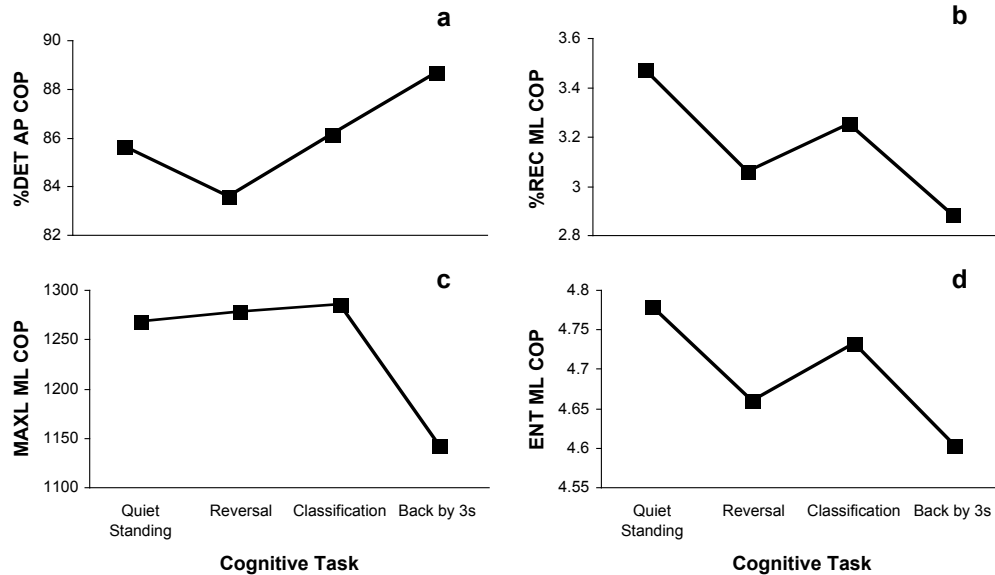 a
%DET AP COP
90
88
86
84
82
b
%REC ML COP
3.6
3.4
3.2
3
2.8
c
MAXL ML COP
1300
1250
1200
1150
1100
Quiet
Standing
Reversal
Classification
Back by 3s
Cognitive Task
d
ENT ML COP
4.8
4.75
4.7
4.65
4.6
4.55
Quiet
Standing
Reversal
Classification
Back by 3s
Cognitive Task